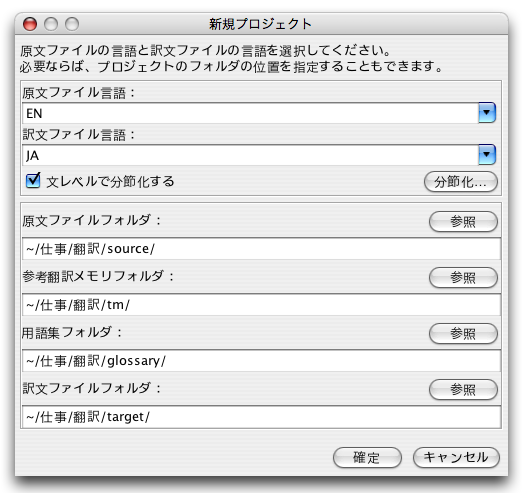 新規プロジェクト
原文ファイルの言語と訳文ファイルの言語を選択してください。
必要ならば、プロジェクトのフォルダの位置を指定することもできます。
原文ファイル言語：
EN
訳文ファイル言語：
JA
文レベルで分節化する
分節化...
原文ファイルフォルダ：
参照
~/仕事/翻訳/source/
参考翻訳メモリフォルダ：
参照
~/仕事/翻訳/tm/
用語集フォルダ：
参照
~/仕事/翻訳/glossary/
訳文ファイルフォルダ：
参照
~/仕事/翻訳/target/
確定
キャンセル